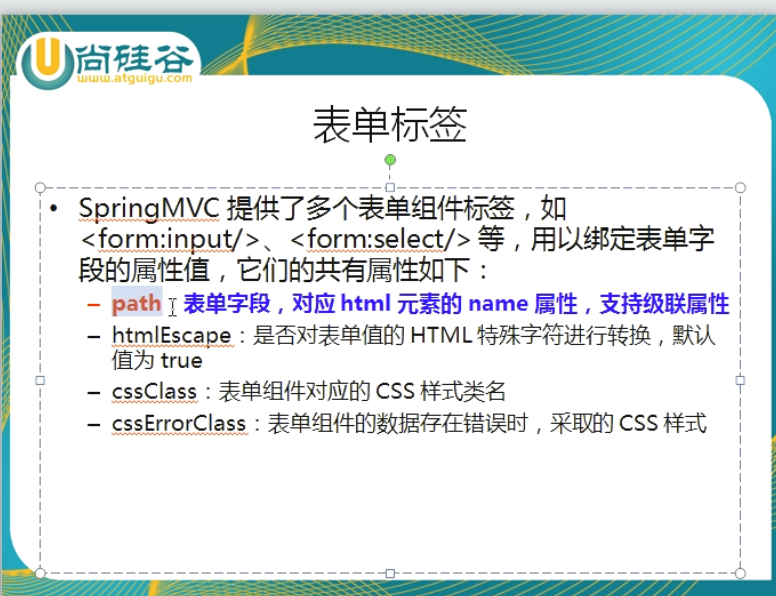 尚硅谷
www.atguigu.com
表单标签
• SpringMVC 提供了多个表单组件标签，如
<form:input/>、<form:select/> 等，用以绑定表单字
段的属性值，它们的共有属性如下：
– path：表单字段，对应 html 元素的 name 属性，支持级联属性
– htmlEscape：是否对表单值的 HTML 特殊字符进行转换，默认
值为 true
– cssClass：表单组件对应的 CSS 样式类名
– cssErrorClass：表单组件的数据存在错误时，采取的 CSS 样式